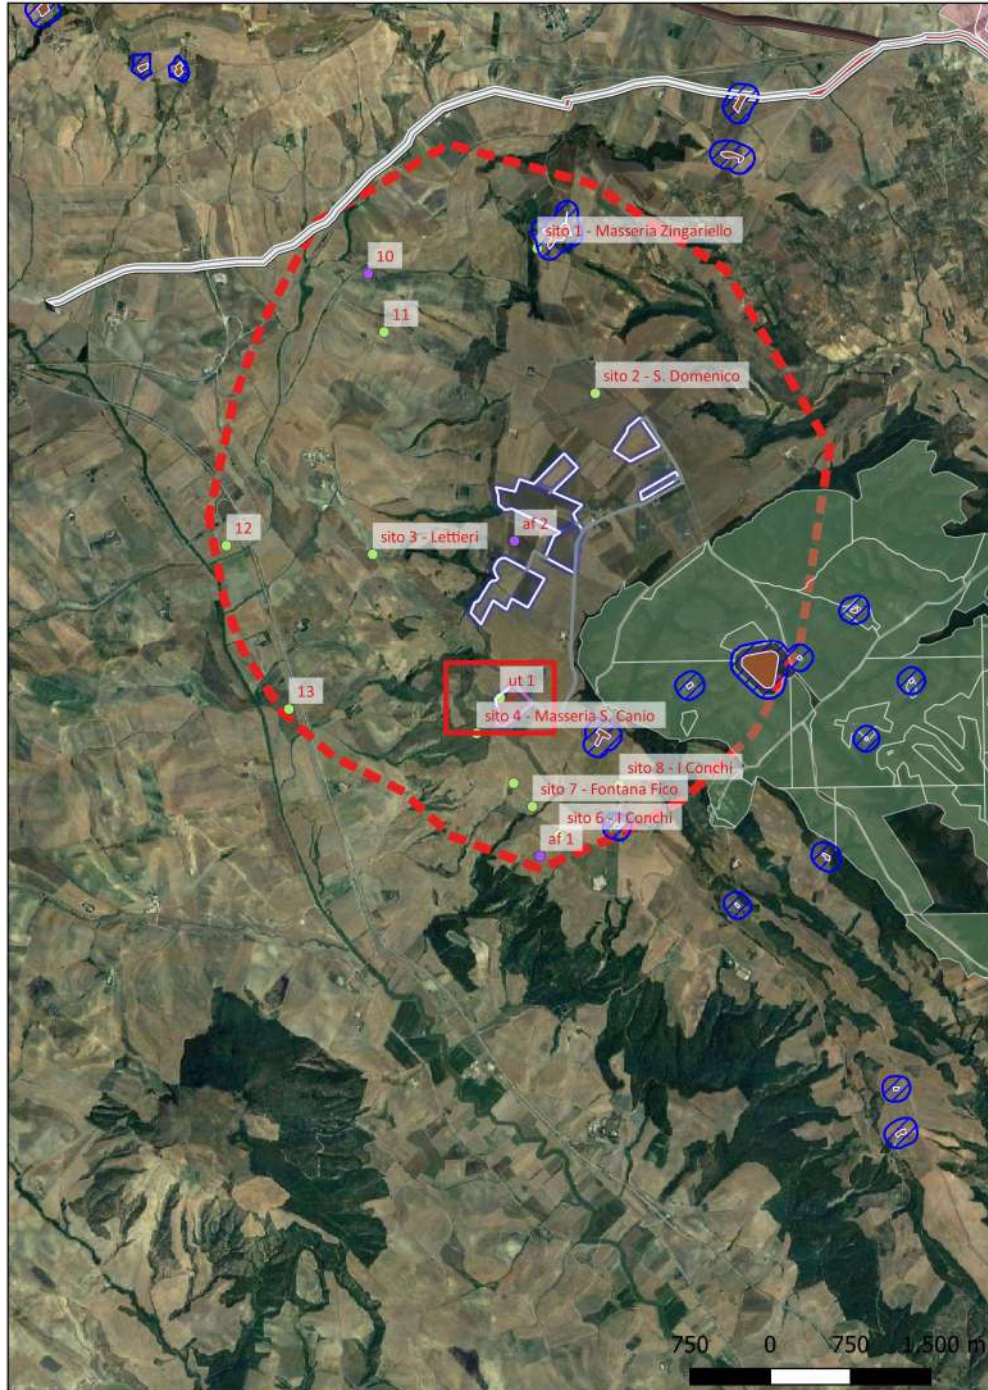 sito 1 - Masseria Zingariello
10
11
sito 2 - S. Domenico
12
sito 3 - Lettieri
af 2
ut 1
13
sito 4 - Masseria S. Canio
sito 8 - I Conchi
sito 7 - Fontana Fico
sito 6 - I Conchi
af 1
750 0 750 1.500 m